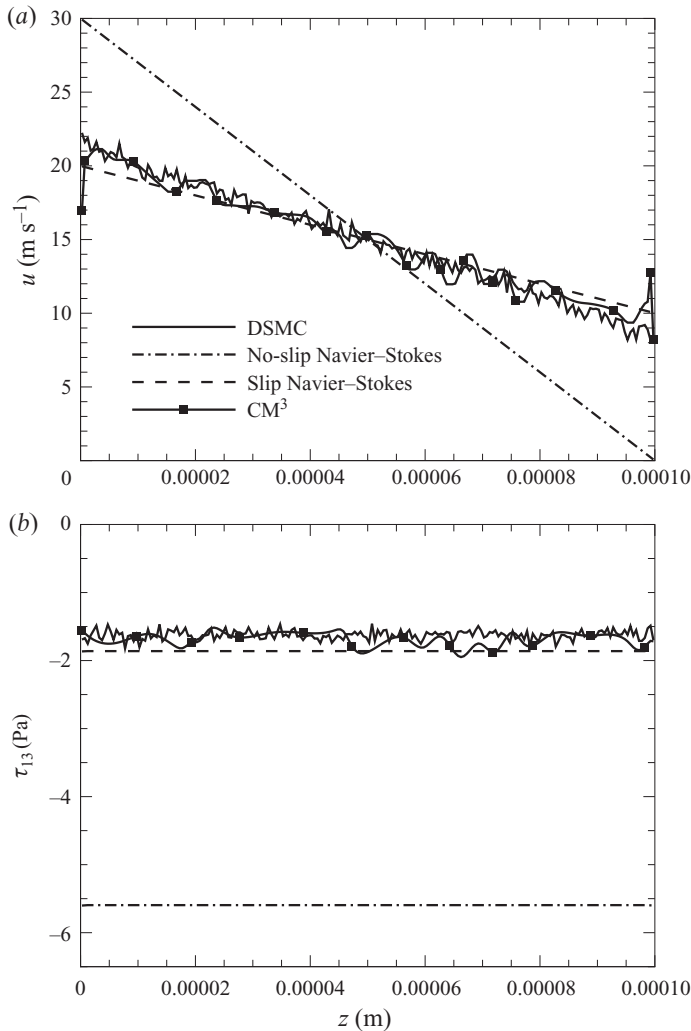 (a)
30
25
20
15
10
5
0
u (m s⁻¹)
DSMC
No-slip Navier–Stokes
Slip Navier–Stokes
CM³
0.00002
0.00004
0.00006
0.00008
0.00010
(b)
0
–2
–4
–6
τ₁₃ (Pa)
0
0.00002
0.00004
0.00006
0.00008
0.00010
z (m)